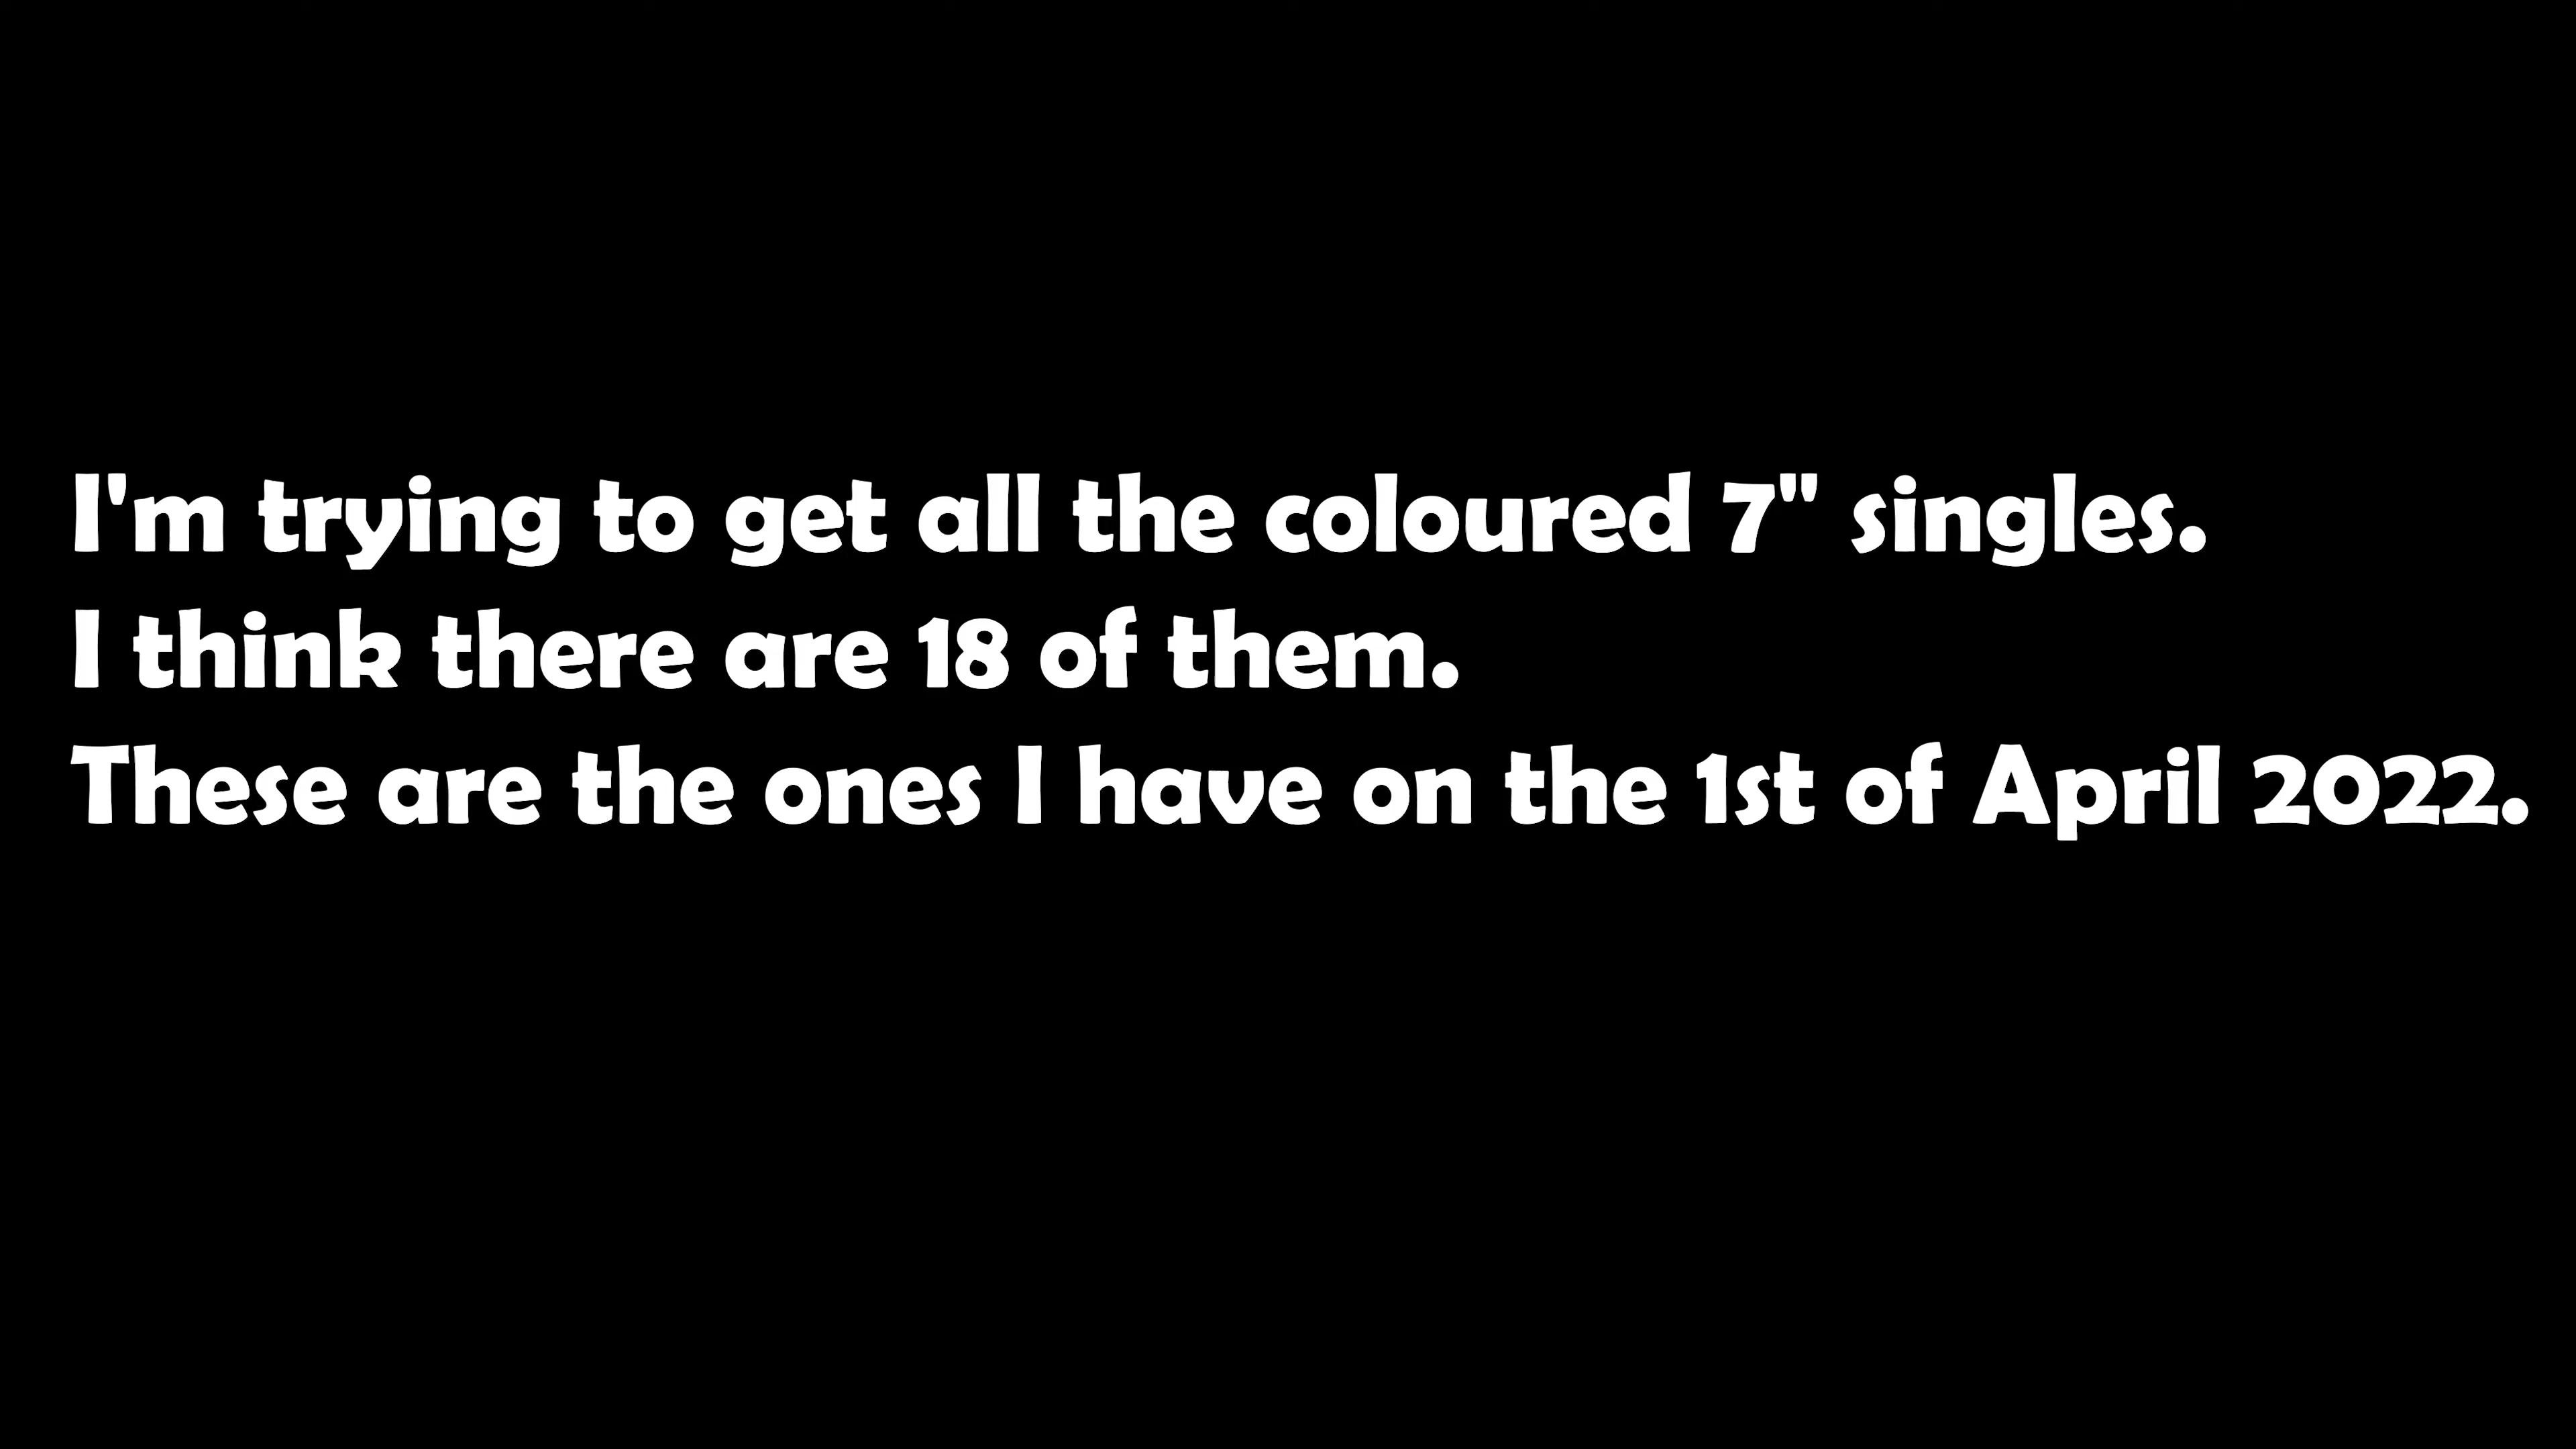 I'm trying to get all the coloured 7" singles.
I think there are 18 of them.
These are the ones I have on the 1st of April 2022.